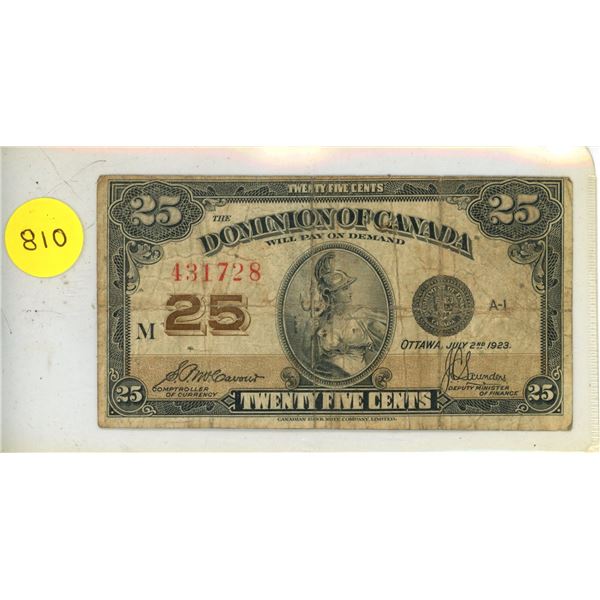 810
TWENTY FIVE CENTS
25
25
THE
DOMINION OF CANADA
WILL PAY ON DEMAND
431728
25
M
A-1
OTTAWA, JULY 2ND 1923.
COMPTROLLER
OF CURRENCY
J.C. Saunders
DEPUTY MINISTER
OF FINANCE
25
TWENTY FIVE CENTS
25
CANADIAN BANK NOTE COMPANY, LIMITED.